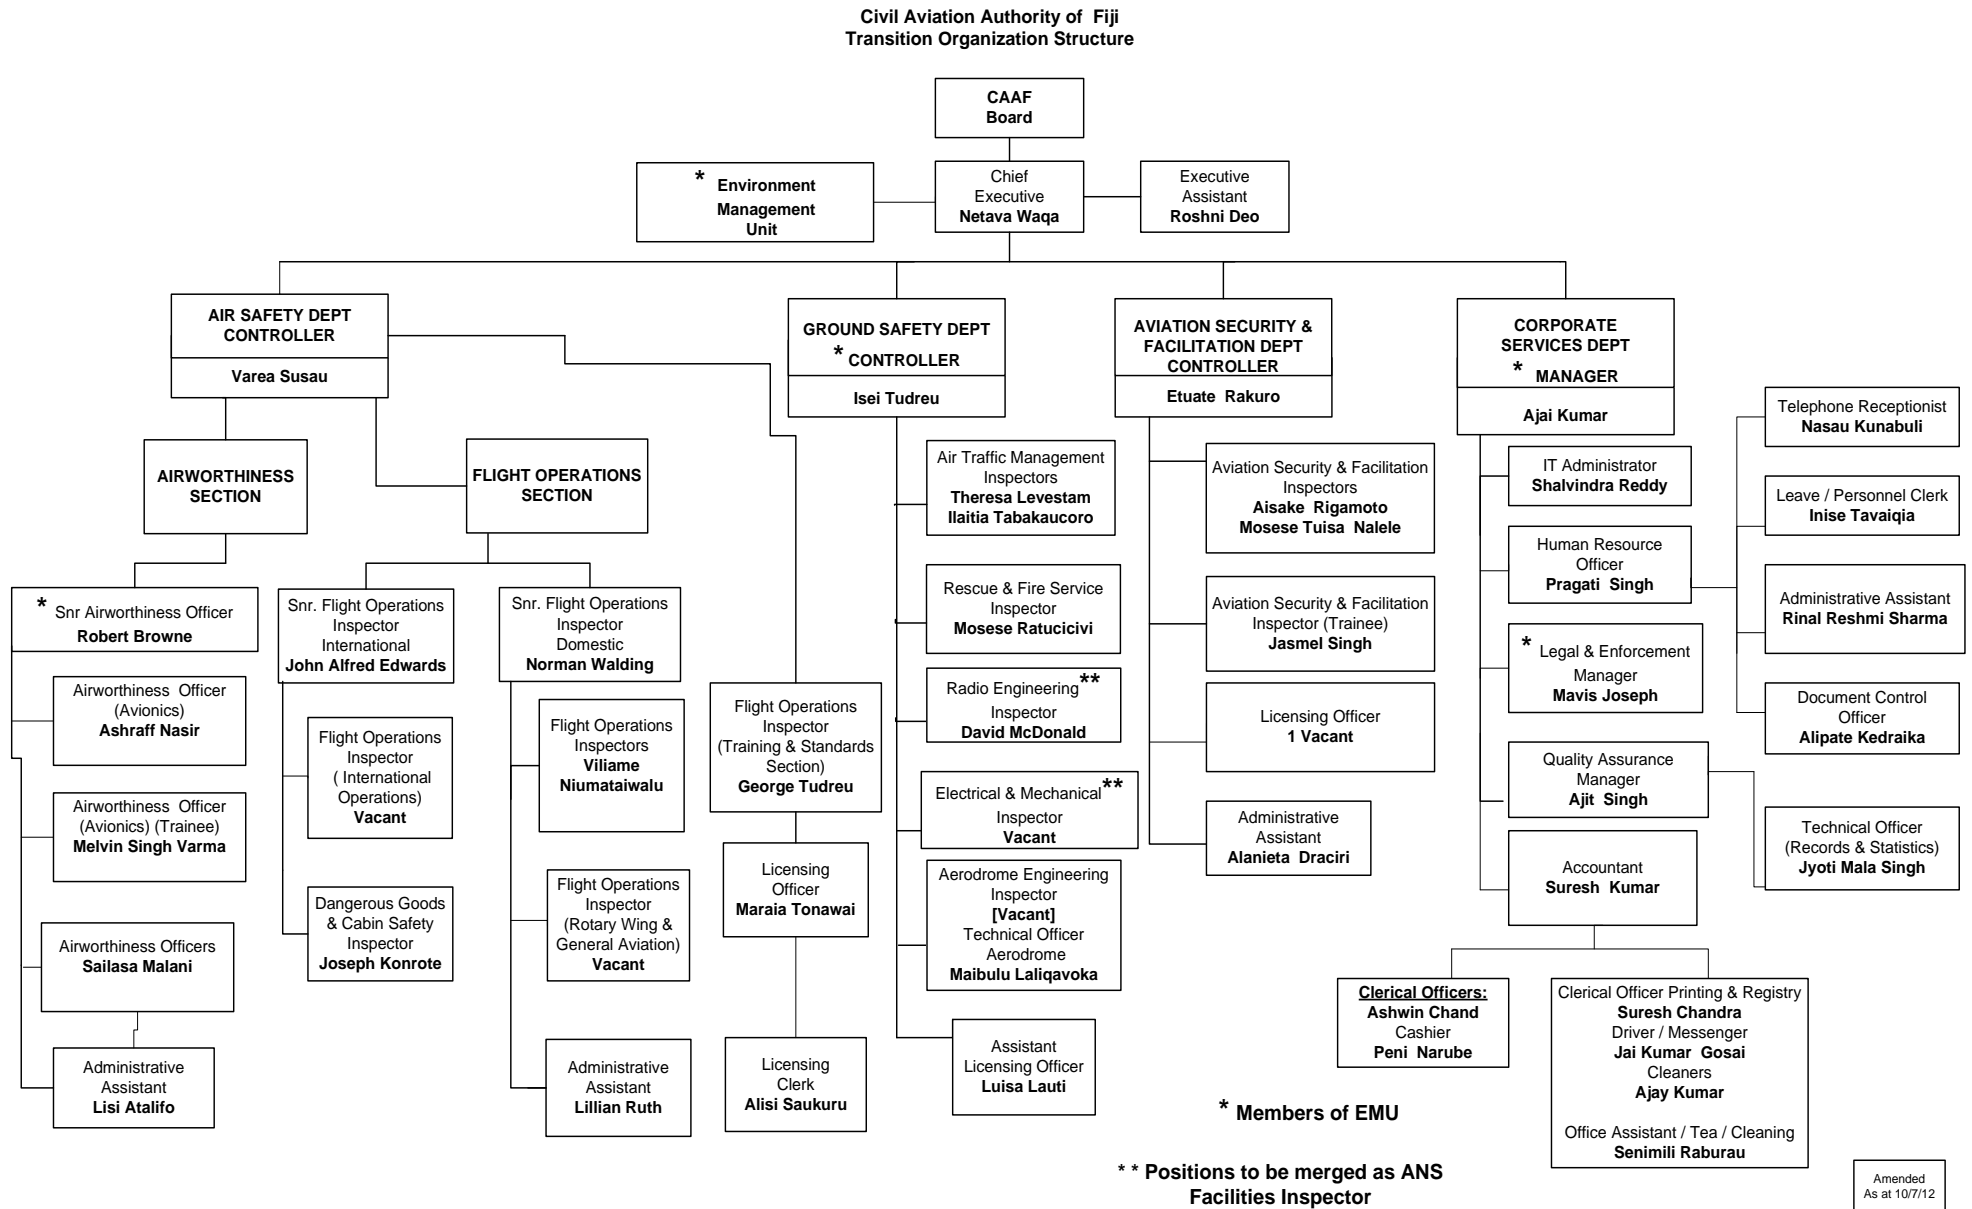 Civil Aviation Authority of Fiji
Transition Organization Structure
CAAF
Board
* Environment
Management
Unit
Chief
Executive
Netava Waqa
Executive
Assistant
Roshni Deo
AIR SAFETY DEPT
CONTROLLER
Varea Susau
GROUND SAFETY DEPT
* CONTROLLER
Isei Tudreu
AVIATION SECURITY &
FACILITATION DEPT
CONTROLLER
Etuate Rakuro
CORPORATE
SERVICES DEPT
* MANAGER
Ajai Kumar
AIRWORTHINESS
SECTION
FLIGHT OPERATIONS
SECTION
* Snr Airworthiness Officer
Robert Browne
Airworthiness Officer
(Avionics)
Ashraff Nasir
Airworthiness Officer
(Avionics) (Trainee)
Melvin Singh Varma
Airworthiness Officers
Sailasa Malani
Administrative
Assistant
Lisi Atalifo
Snr. Flight Operations
Inspector
International
John Alfred Edwards
Flight Operations
Inspector
( International
Operations)
Vacant
Dangerous Goods
& Cabin Safety
Inspector
Joseph Konrote
Snr. Flight Operations
Inspector
Domestic
Norman Walding
Flight Operations
Inspectors
Viliame
Niumataiwalu
Flight Operations
Inspector
(Rotary Wing &
General Aviation)
Vacant
Administrative
Assistant
Lillian Ruth
Flight Operations
Inspector
(Training & Standards
Section)
George Tudreu
Licensing
Officer
Maraia Tonawai
Licensing
Clerk
Alisi Saukuru
Air Traffic Management
Inspectors
Theresa Levestam
Ilaitia Tabakaucoro
Rescue & Fire Service
Inspector
Mosese Ratucicivi
Radio Engineering**
Inspector
David McDonald
Electrical & Mechanical**
Inspector
Vacant
Aerodrome Engineering
Inspector
[Vacant]
Technical Officer
Aerodrome
Maibulu Laliqavoka
Assistant
Licensing Officer
Luisa Lauti
Aviation Security & Facilitation
Inspectors
Aisake Rigamoto
Mosese Tuisa Nalele
Aviation Security & Facilitation
Inspector (Trainee)
Jasmel Singh
Licensing Officer
1 Vacant
Administrative
Assistant
Alanieta Draciri
IT Administrator
Shalvindra Reddy
Human Resource
Officer
Pragati Singh
* Legal & Enforcement
Manager
Mavis Joseph
Quality Assurance
Manager
Ajit Singh
Accountant
Suresh Kumar
Telephone Receptionist
Nasau Kunabuli
Leave / Personnel Clerk
Inise Tavaiqia
Administrative Assistant
Rinal Reshmi Sharma
Document Control
Officer
Alipate Kedraika
Technical Officer
(Records & Statistics)
Jyoti Mala Singh
Clerical Officers:
Ashwin Chand
Cashier
Peni Narube
Clerical Officer Printing & Registry
Suresh Chandra
Driver / Messenger
Jai Kumar Gosai
Cleaners
Ajay Kumar
Office Assistant / Tea / Cleaning
Senimili Raburau
* Members of EMU
* * Positions to be merged as ANS
Facilities Inspector
Amended
As at 10/7/12